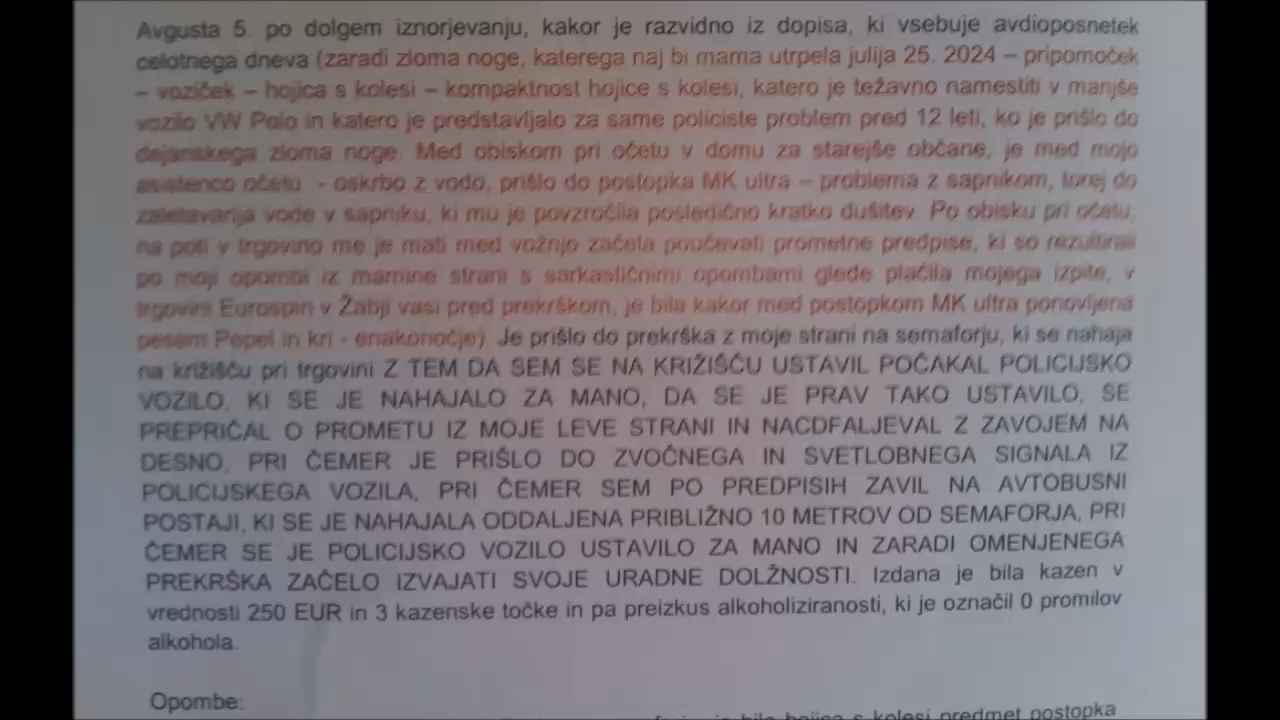 Avgusta 5. po dolgem iznorjevanju, kakor je razvidno iz dopisa, ki vsebuje avdioposnetek
celotnega dneva (zaradi zloma noge, katerega naj bi mama utrpela julija 25. 2024 – pripomoček
– voziček – hojica s kolesi – kompaktnost hojice s kolesi, katero je težavno namestiti v manjše
vozilo VW Polo in katero je predstavljalo za same policiste problem pred 12 leti, ko je prišlo do
dejanskega zloma noge. Med obiskom pri očetu v domu za starejše občane, je med mojo
asistenco očetu - oskrbo z vodo, prišlo do postopka MK ultra – problema z sapnikom, torej do
zaletavanja vode v sapniku, ki mu je povzročila posledično kratko dušitev. Po obisku pri očetu,
na poti v trgovino me je mati med vožnjo začela poučevati prometne predpise, ki so rezultirali
po moji opombi iz mamine strani s sarkastičnimi opombami glede plačila mojega izpita, v
trgovini Eurospin v Žabji vasi pred prekrškom, je bila kakor med postopkom MK ultra ponovljena
pesem Pepel in kri - enakonočje). Je prišlo do prekrška z moje strani na semaforju, ki se nahaja
na križišču pri trgovini Z TEM DA SEM SE NA KRIŽIŠČU USTAVIL POČAKAL POLICIJSKO
VOZILO, KI SE JE NAHAJALO ZA MANO, DA SE JE PRAV TAKO USTAVILO, SE
PREPRIČAL O PROMETU IZ MOJE LEVE STRANI IN NACDFALJEVAL Z ZAVOJEM NA
DESNO, PRI ČEMER JE PRIŠLO DO ZVOČNEGA IN SVETLOBNEGA SIGNALA IZ
POLICIJSKEGA VOZILA, PRI ČEMER SEM PO PREDPISIH ZAVIL NA AVTOBUSNI
POSTAJI, KI SE JE NAHAJALA ODDALJENA PRIBLIŽNO 10 METROV OD SEMAFORJA, PRI
ČEMER SE JE POLICIJSKO VOZILO USTAVILO ZA MANO IN ZARADI OMENJENEGA
PREKRŠKA ZAČELO IZVAJATI SVOJE URADNE DOLŽNOSTI. Izdana je bila kazen v
vrednosti 250 EUR in 3 kazenske točke in pa preizkus alkoholiziranosti, ki je označil 0 promilov
alkohola.
Opombe:
je bila hojica s kolesi predmet postopka